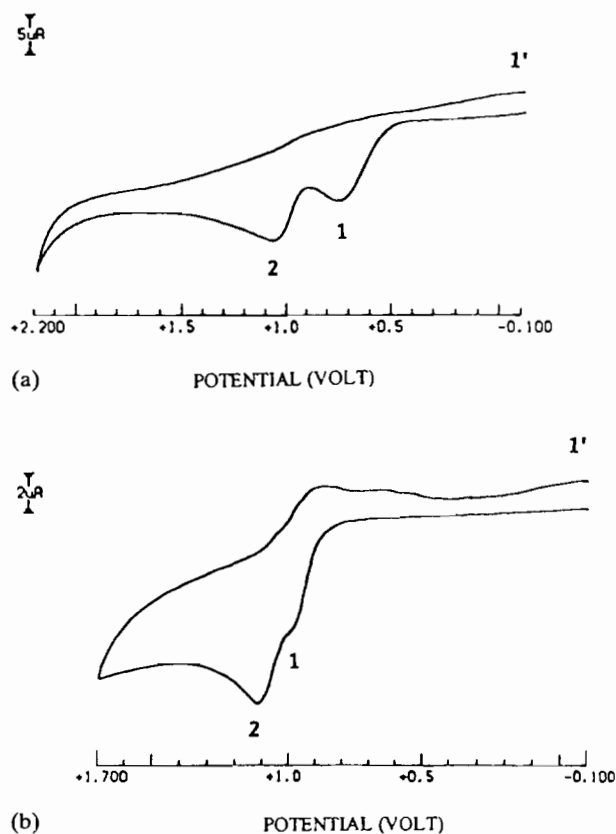 5uA
1'
1
2
+2.200 +1.5 +1.0 +0.5 -0.100
(a) POTENTIAL (VOLT)
1'
2uA
1
2
+1.700 +1.0 +0.5 -0.100
(b) POTENTIAL (VOLT)